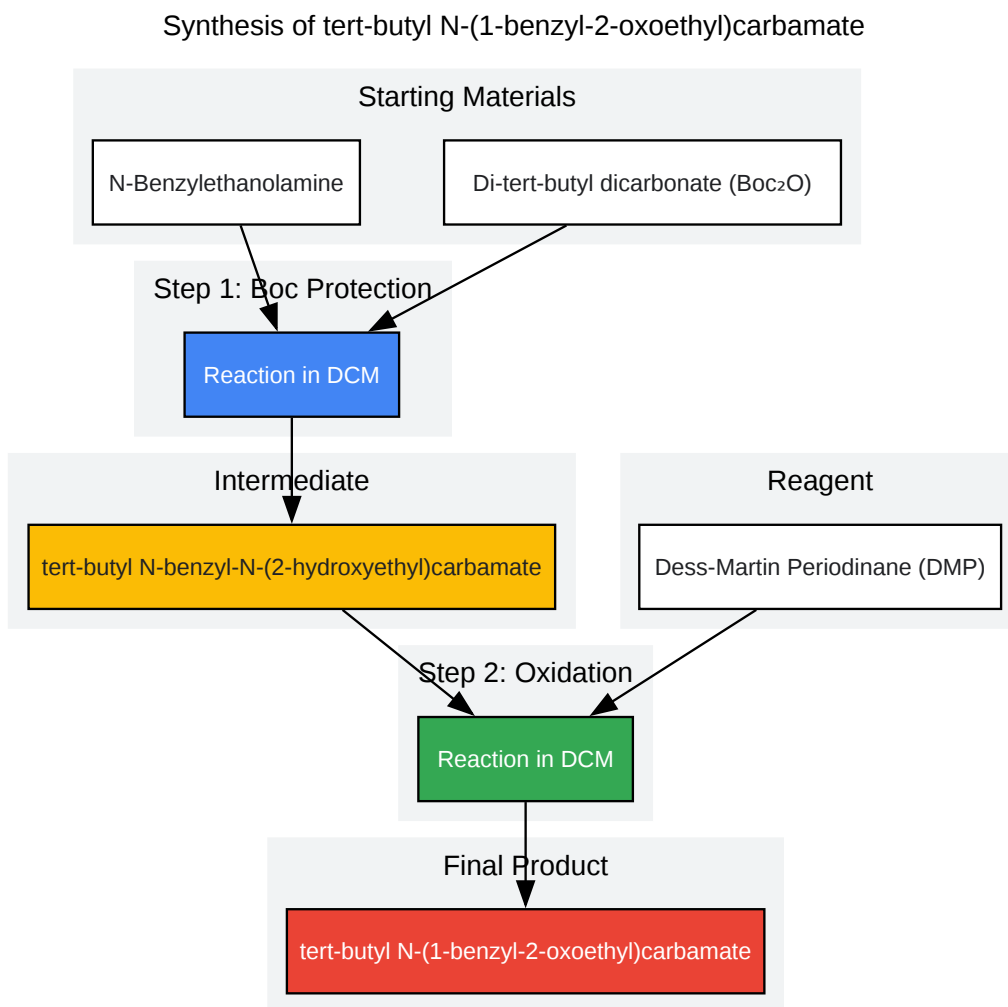 Synthesis of tert-butyl N-(1-benzyl-2-oxoethyl)carbamate
Starting Materials
N-Benzylethanolamine
Di-tert-butyl dicarbonate (Boc₂O)
Step 1: Boc Protection
Reaction in DCM
Intermediate
Reagent
tert-butyl N-benzyl-N-(2-hydroxyethyl)carbamate
Dess-Martin Periodinane (DMP)
Step 2: Oxidation
Reaction in DCM
Final Product
tert-butyl N-(1-benzyl-2-oxoethyl)carbamate